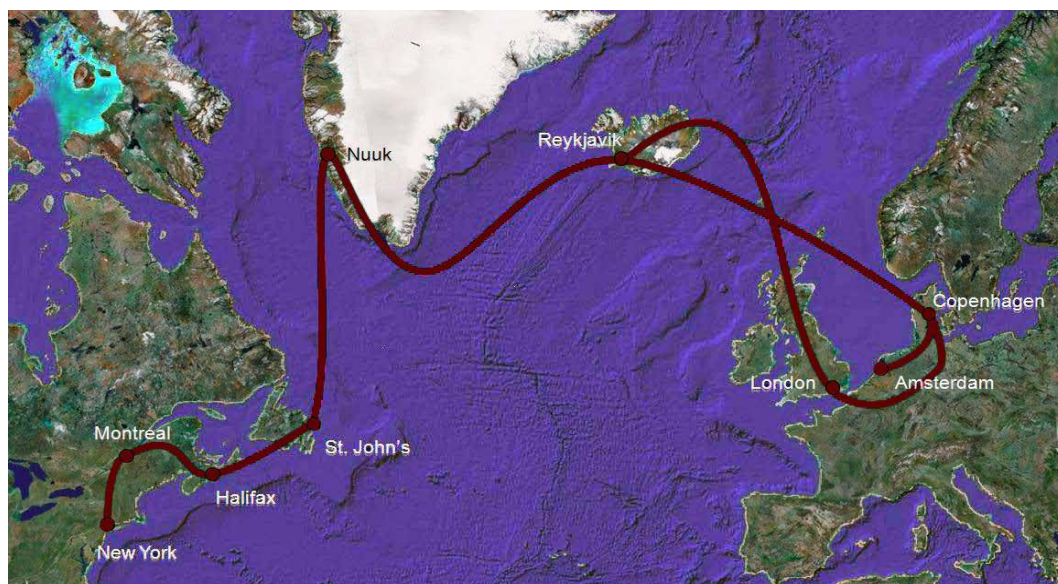 Nuuk
Reykjavik
Copenhagen
London
Amsterdam
Montreal
St. John's
Halifax
New York